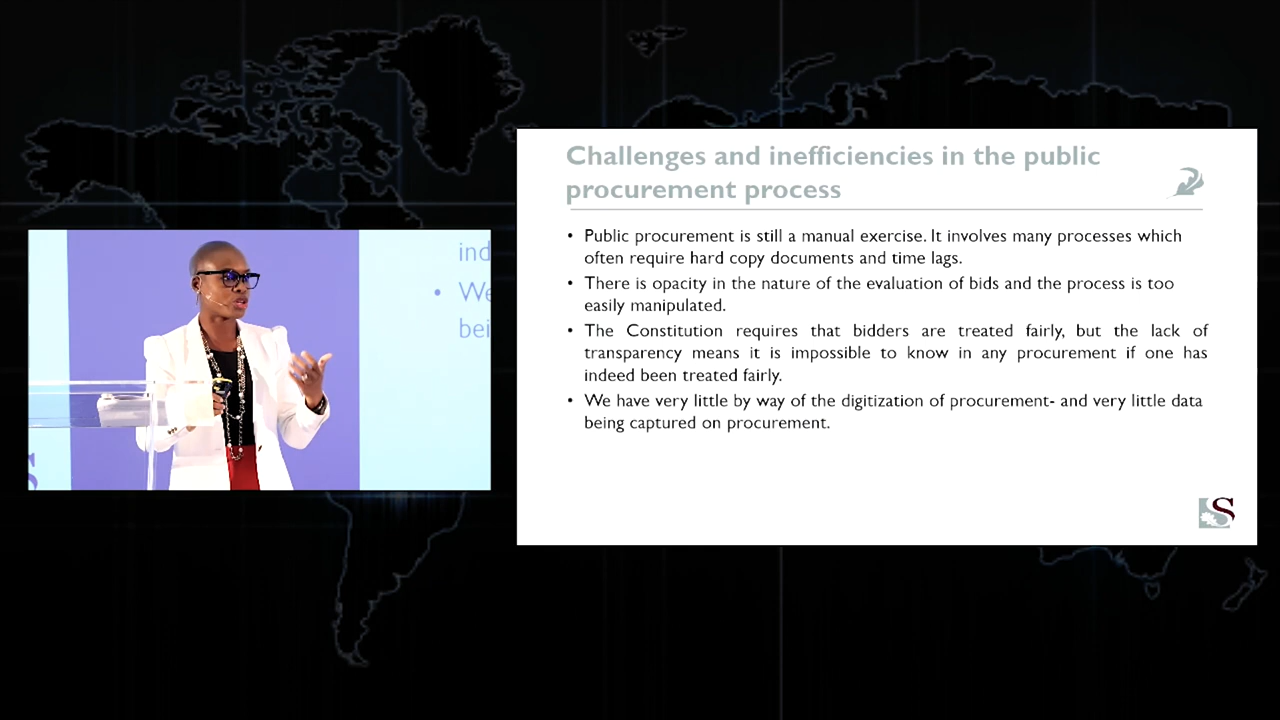 ind
• We
bei
S
Challenges and inefficiencies in the public
procurement process
• Public procurement is still a manual exercise. It involves many processes which
often require hard copy documents and time lags.
• There is opacity in the nature of the evaluation of bids and the process is too
easily manipulated.
• The Constitution requires that bidders are treated fairly, but the lack of
transparency means it is impossible to know in any procurement if one has
indeed been treated fairly.
• We have very little by way of the digitization of procurement- and very little data
being captured on procurement.
S